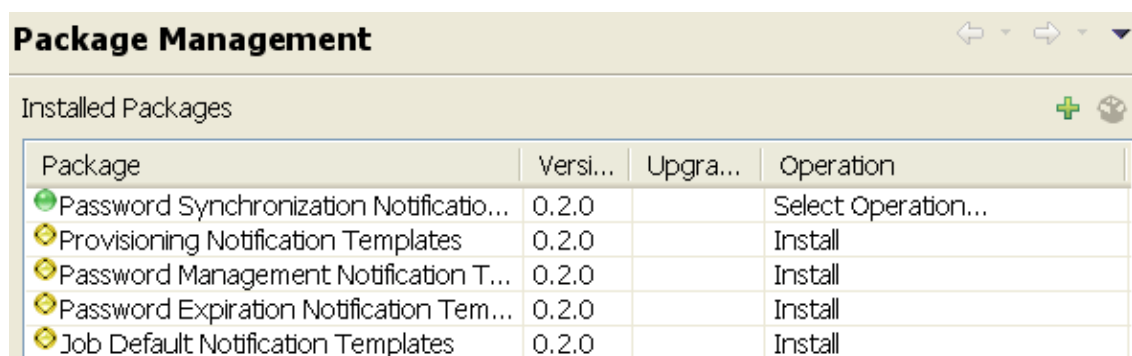 Package Management
Installed Packages
Package Versi... Upgra... Operation
Password Synchronization Notificatio... 0.2.0 Select Operation...
Provisioning Notification Templates 0.2.0 Install
Password Management Notification T... 0.2.0 Install
Password Expiration Notification Tem... 0.2.0 Install
Job Default Notification Templates 0.2.0 Install